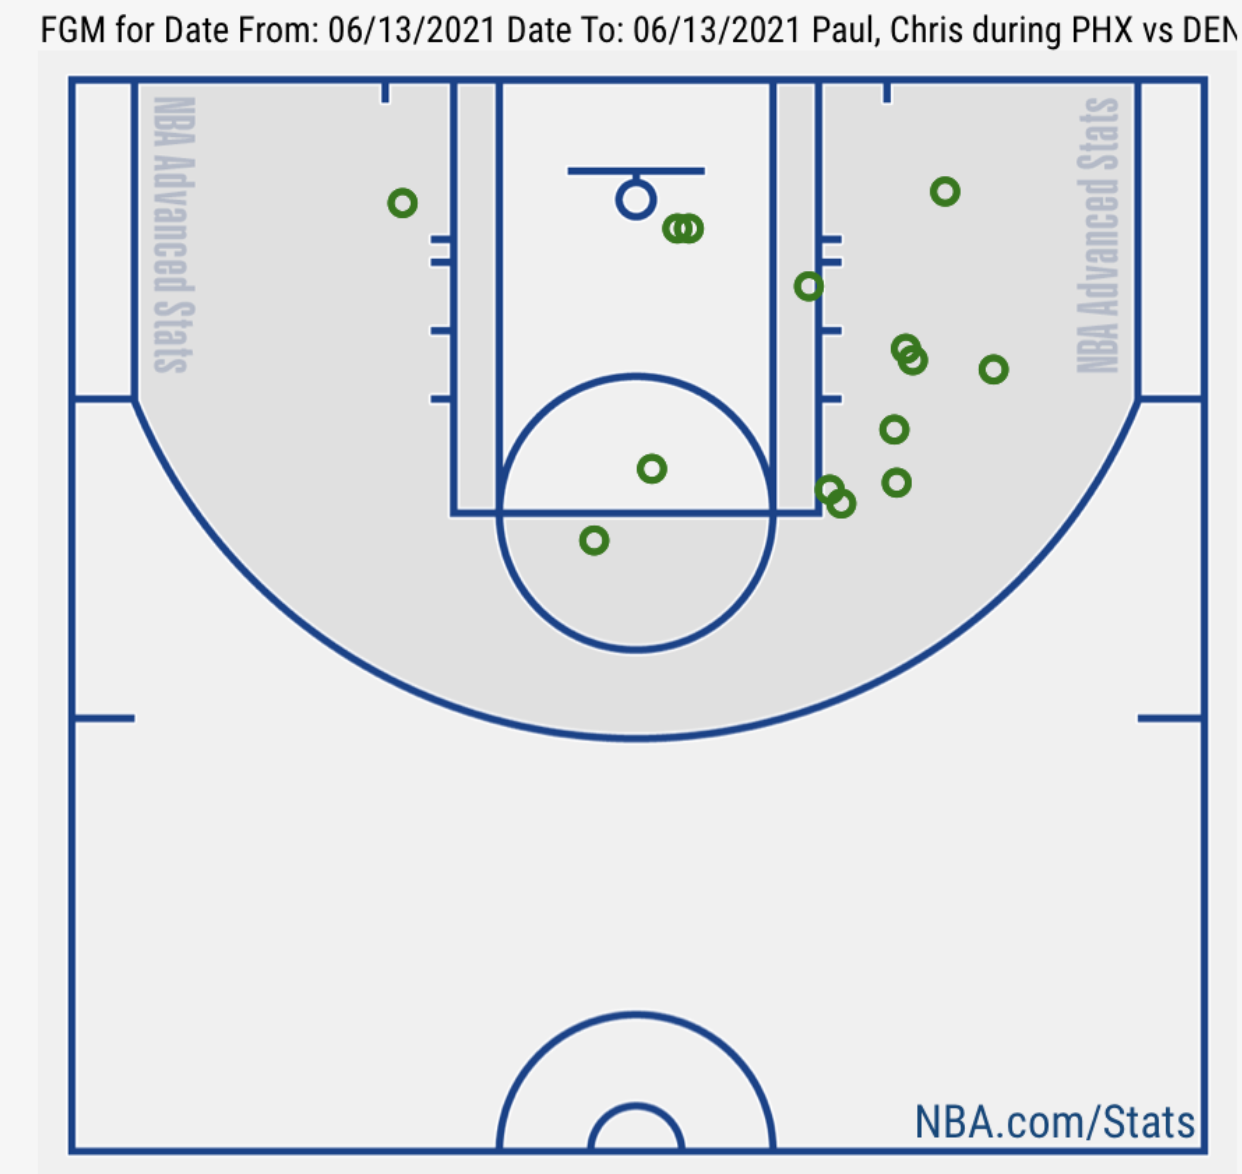 FGM for Date From: 06/13/2021 Date To: 06/13/2021 Paul, Chris during PHX vs DEN
NBA Advanced Stats
NBA Advanced Stats
NBA.com/Stats